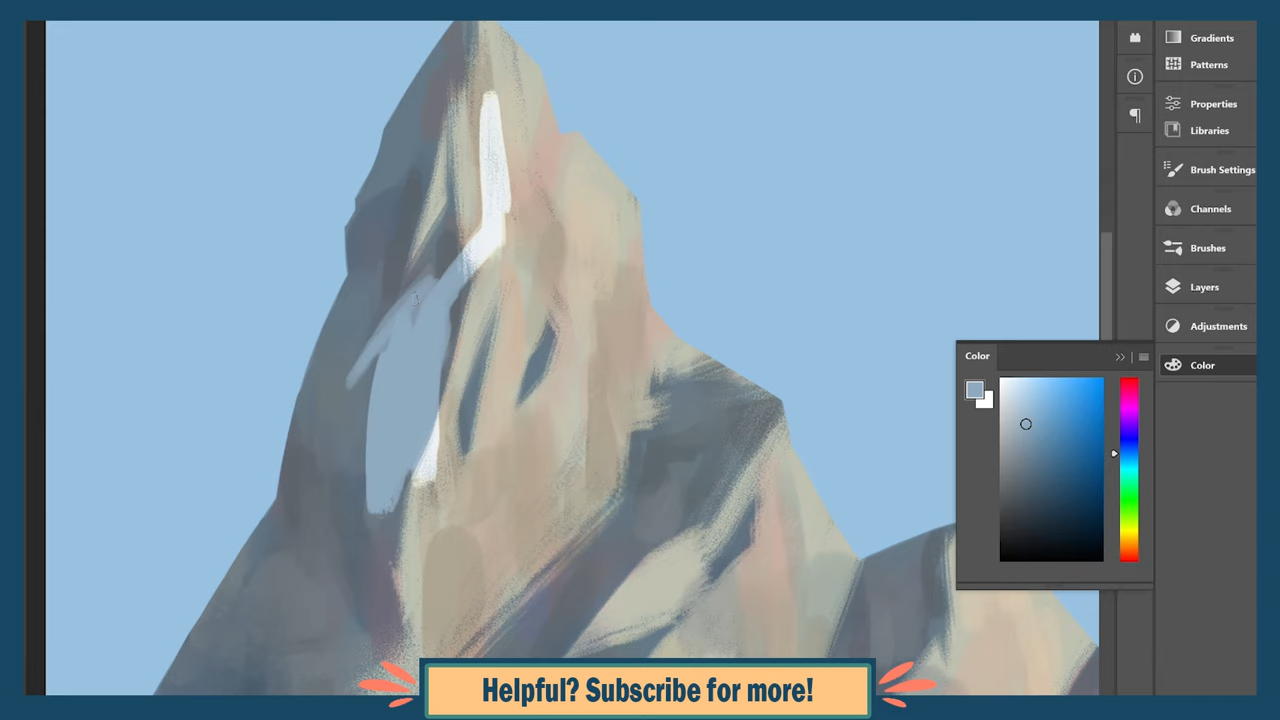 Gradients
Patterns
Properties
Libraries
Brush Settings
Channels
Brushes
Layers
Adjustments
Color
Color
Helpful? Subscribe for more!